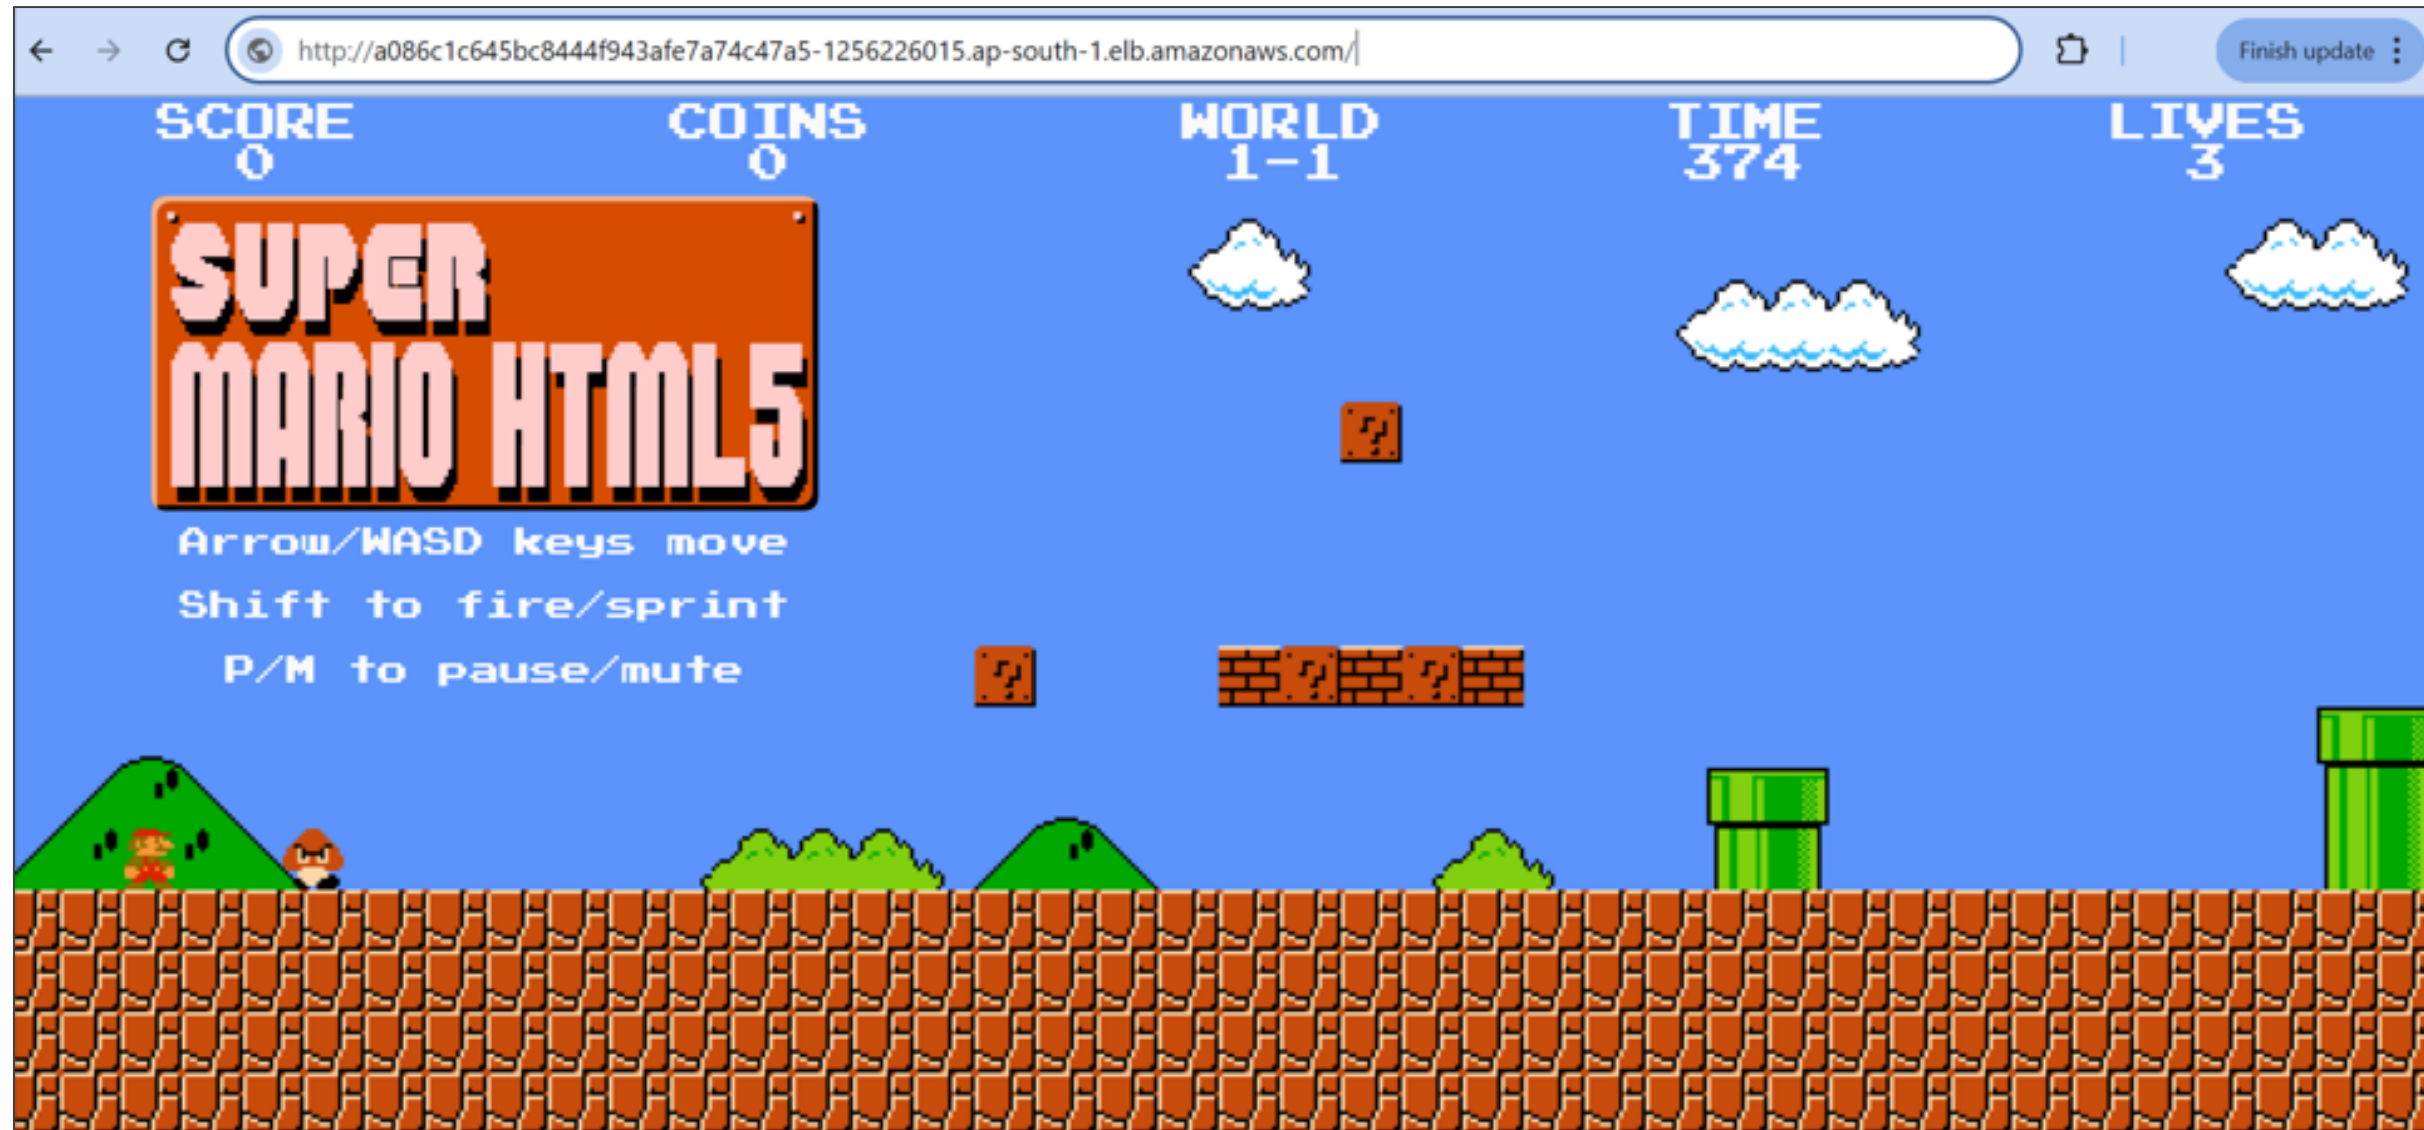 http://a086c1c645bc8444f943afe7a74c47a5-1256226015.ap-south-1.elb.amazonaws.com/
Finish update
SCORE COINS WORLD TIME LIVES
0 0 1-1 374 3
SUPER
MARIO HTML5
Arrow/WASD keys move
Shift to fire/sprint
P/M to pause/mute
?
? ? ?